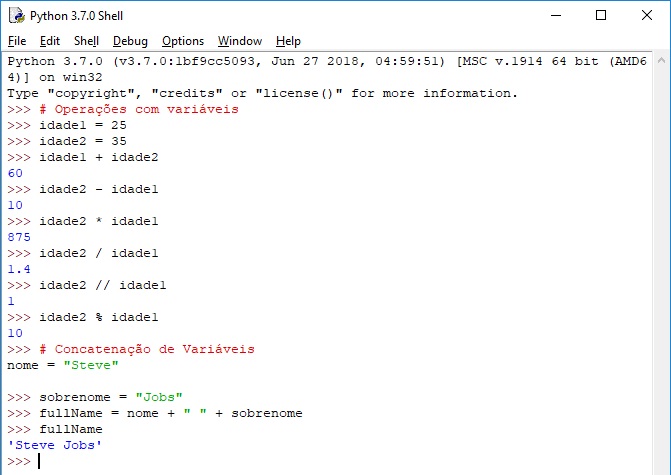 Python 3.7.0 Shell
File Edit Shell Debug Options Window Help
Python 3.7.0 (v3.7.0:1bf9cc5093, Jun 27 2018, 04:59:51) [MSC v.1914 64 bit (AMD6
4)] on win32
Type "copyright", "credits" or "license()" for more information.
>>> # Operações com variáveis
>>> idade1 = 25
>>> idade2 = 35
>>> idade1 + idade2
60
>>> idade2 - idade1
10
>>> idade2 * idade1
875
>>> idade2 / idade1
1.4
>>> idade2 // idade1
1
>>> idade2 % idade1
10
>>> # Concatenação de Variáveis
nome = "Steve"
>>> sobrenome = "Jobs"
>>> fullName = nome + " " + sobrenome
>>> fullName
'Steve Jobs'
>>>